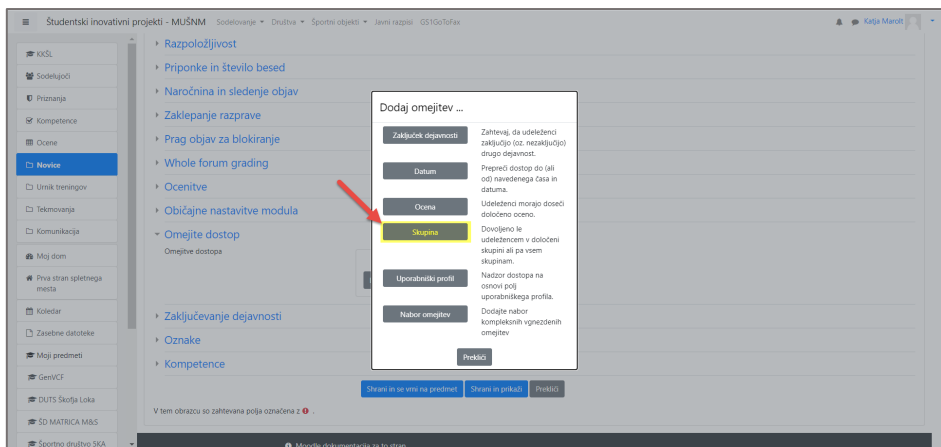 Študentski inovativni projekti - MUŠNM Sodelovanje Društva Športni objekti Javni razpisi GS1GoToFax Katja Marolt
KKŠL
Sodelujoči
Priznanja
Kompetence
Ocene
Novice
Urnik treningov
Tekmovanja
Komunikacija
Moj dom
Prva stran spletnega
mesta
Koledar
Zasebne datoteke
Moji predmeti
GenVCF
DUTS Škofja Loka
ŠD MATRICA M&S
Športno društvo SKA
Razpoložljivost
Priponke in število besed
Naročnina in sledenje objav
Zaklepanje razprave
Prag objav za blokiranje
Whole forum grading
Ocenitve
Običajne nastavitve modula
Omejite dostop
Omejitve dostopa
Zaključevanje dejavnosti
Oznake
Kompetence
Dodaj omejitev ...
Zaključek dejavnosti
Zahtevaj, da udeleženci
zaključijo (oz. nezaključijo)
drugo dejavnost.
Datum
Prepreči dostop do (ali
od) navedenega časa in
datuma.
Ocena
Udeleženci morajo doseči
določeno oceno.
Skupina
Dovoljeno le
udeležencem v določeni
skupini ali pa vsem
skupinam.
Uporabniški profil
Nadzor dostopa na
osnovi polj
uporabniškega profila.
Nabor omejitev
Dodajte nabor
kompleksnih vgnezdenih
omejitev
Prekliči
Shrani in se vrni na predmet Shrani in prikaži Prekliči
V tem obrazcu so zahtevana polja označena z .
Moodle dokumentacija za to stran